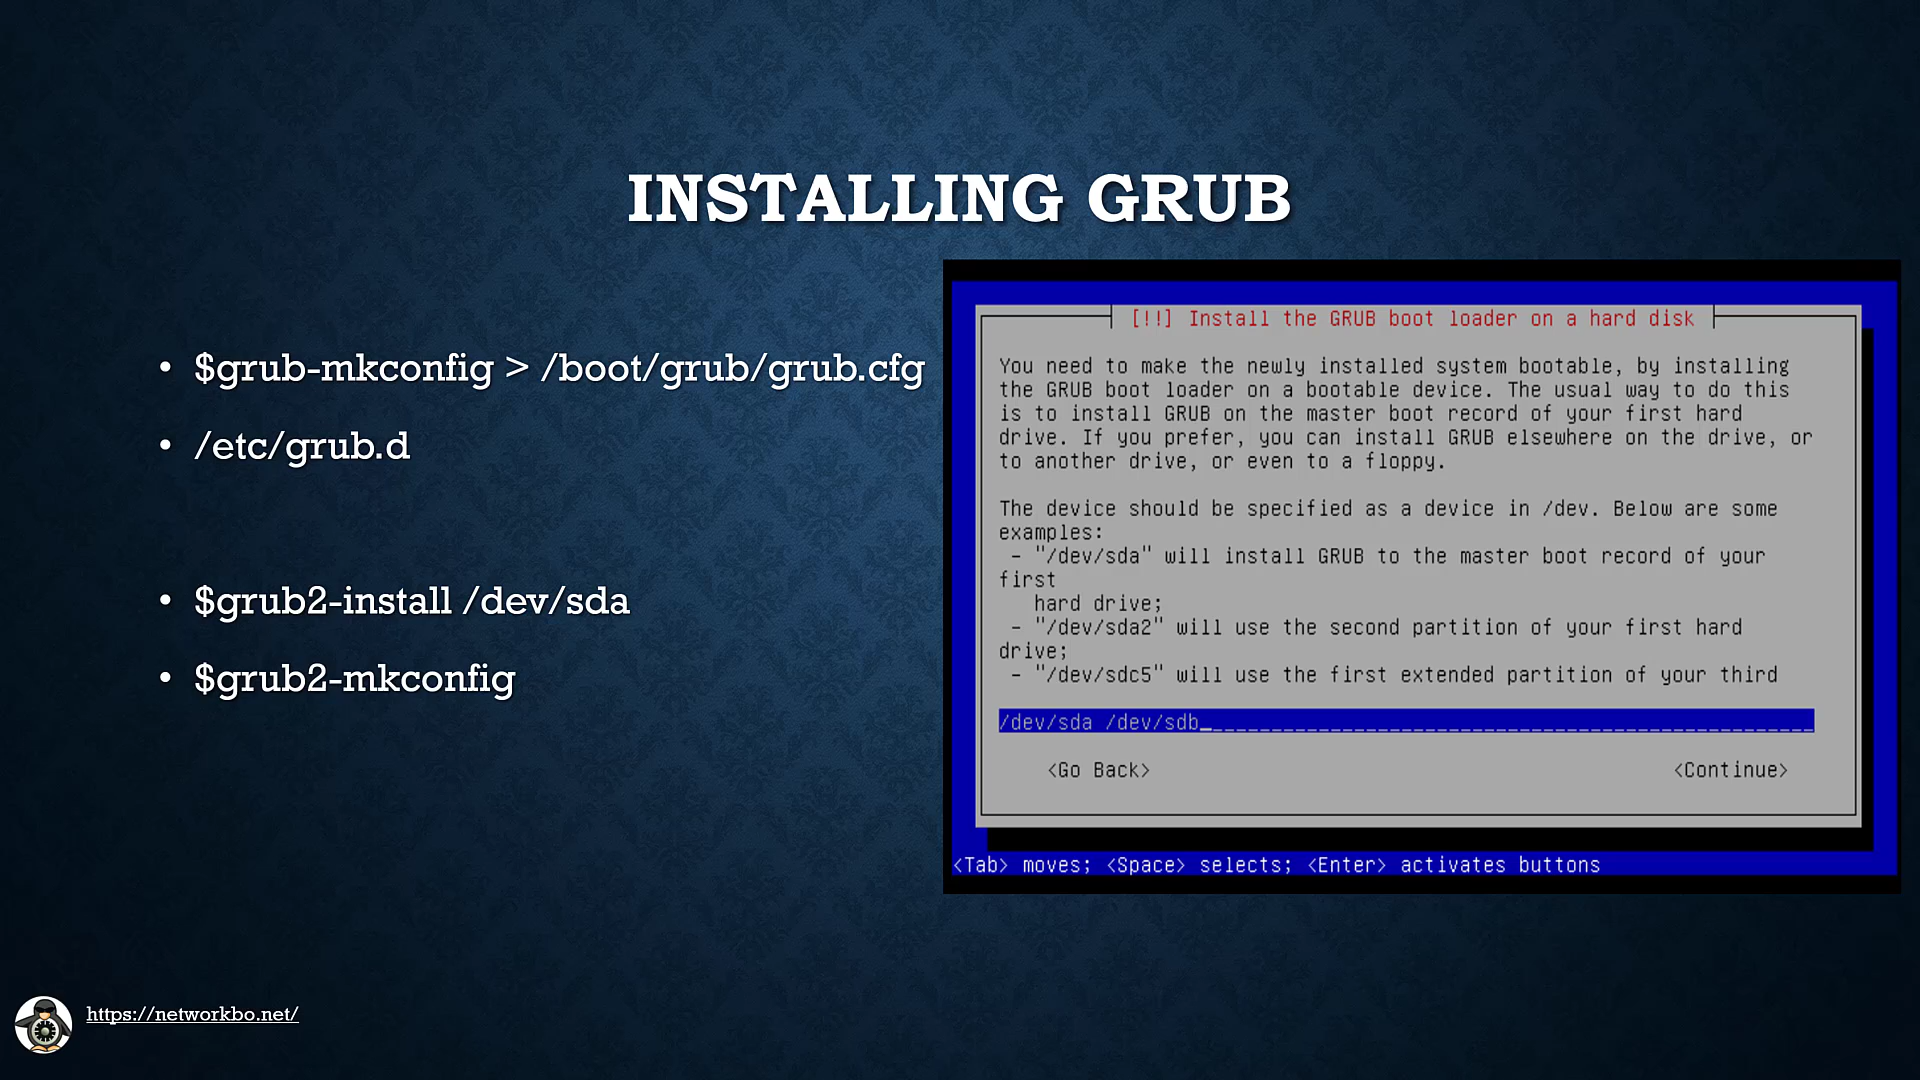 INSTALLING GRUB
• $grub-mkconfig > /boot/grub/grub.cfg
• /etc/grub.d
• $grub2-install /dev/sda
• $grub2-mkconfig
[!!] Install the GRUB boot loader on a hard disk
You need to make the newly installed system bootable, by installing
the GRUB boot loader on a bootable device. The usual way to do this
is to install GRUB on the master boot record of your first hard
drive. If you prefer, you can install GRUB elsewhere on the drive, or
to another drive, or even to a floppy.
The device should be specified as a device in /dev. Below are some
examples:
- "/dev/sda" will install GRUB to the master boot record of your
first
hard drive;
- "/dev/sda2" will use the second partition of your first hard
drive;
- "/dev/sdc5" will use the first extended partition of your third
/dev/sda /dev/sdb_
<Go Back> <Continue>
<Tab> moves; <Space> selects; <Enter> activates buttons
https://networkbo.net/